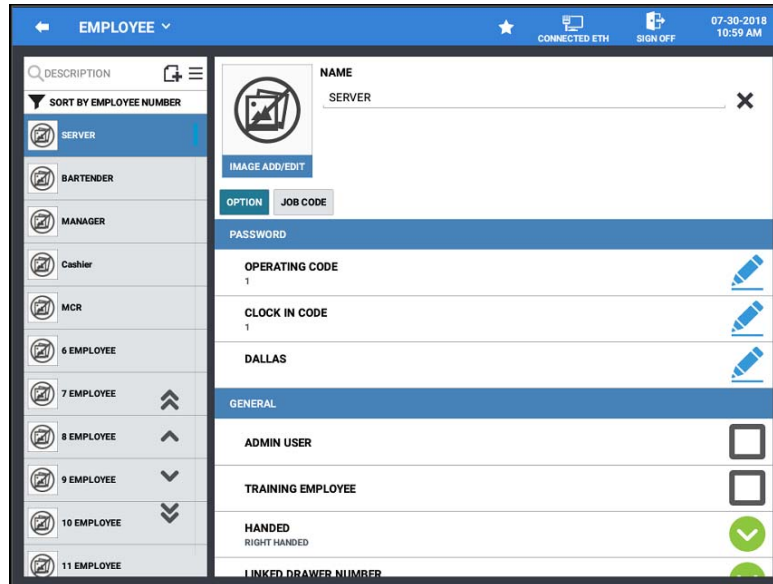 EMPLOYEE
CONNECTED ETH
SIGN OFF
07-30-2018
10:59 AM
DESCRIPTION
SORT BY EMPLOYEE NUMBER
SERVER
BARTENDER
MANAGER
Cashier
MCR
6 EMPLOYEE
7 EMPLOYEE
8 EMPLOYEE
9 EMPLOYEE
10 EMPLOYEE
11 EMPLOYEE
NAME
SERVER
IMAGE ADD/EDIT
OPTION
JOB CODE
PASSWORD
OPERATING CODE
1
CLOCK IN CODE
1
DALLAS
GENERAL
ADMIN USER
TRAINING EMPLOYEE
HANDED
RIGHT HANDED
LINKED DRAWER NUMBER